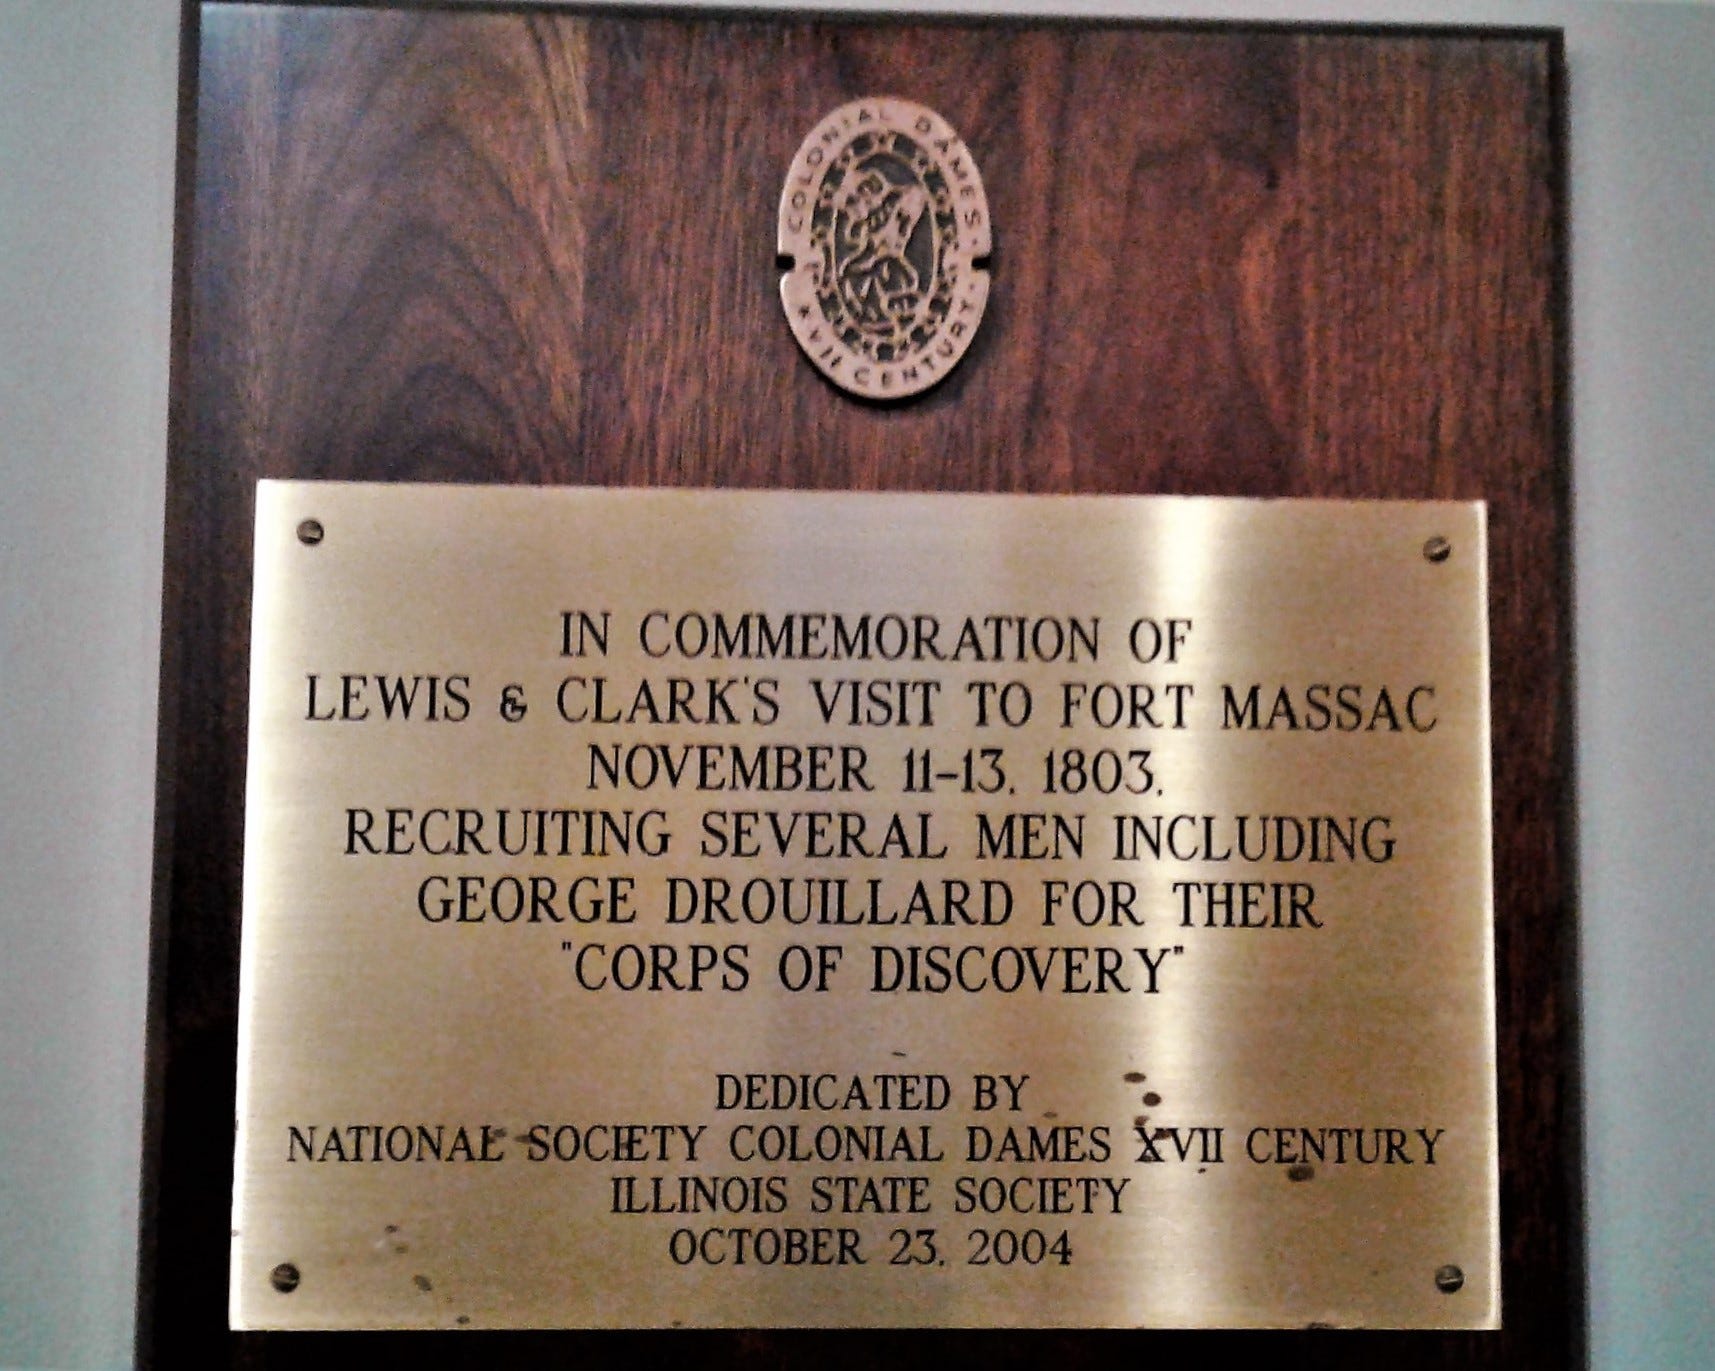 COLONIAL DAMES
XVII CENTURY
IN COMMEMORATION OF
LEWIS & CLARK'S VISIT TO FORT MASSAC
NOVEMBER 11-13, 1803,
RECRUITING SEVERAL MEN INCLUDING
GEORGE DROUILLARD FOR THEIR
"CORPS OF DISCOVERY"
DEDICATED BY
NATIONAL SOCIETY COLONIAL DAMES XVII CENTURY
ILLINOIS STATE SOCIETY
OCTOBER 23, 2004